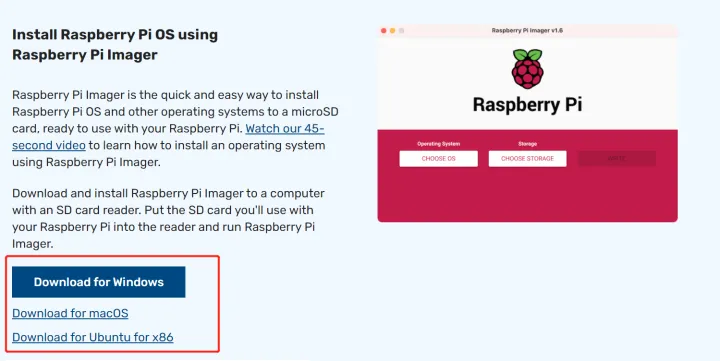 Install Raspberry Pi OS using
Raspberry Pi Imager
Raspberry Pi Imager is the quick and easy way to install
Raspberry Pi OS and other operating systems to a microSD
card, ready to use with your Raspberry Pi. Watch our 45-
second video to learn how to install an operating system
using Raspberry Pi Imager.
Download and install Raspberry Pi Imager to a computer
with an SD card reader. Put the SD card you'll use with
your Raspberry Pi into the reader and run Raspberry Pi
Imager.
Download for Windows
Download for macOS
Download for Ubuntu for x86
Raspberry Pi Imager v1.6
Raspberry Pi
Operating System
Storage
CHOOSE OS
CHOOSE STORAGE
WRITE